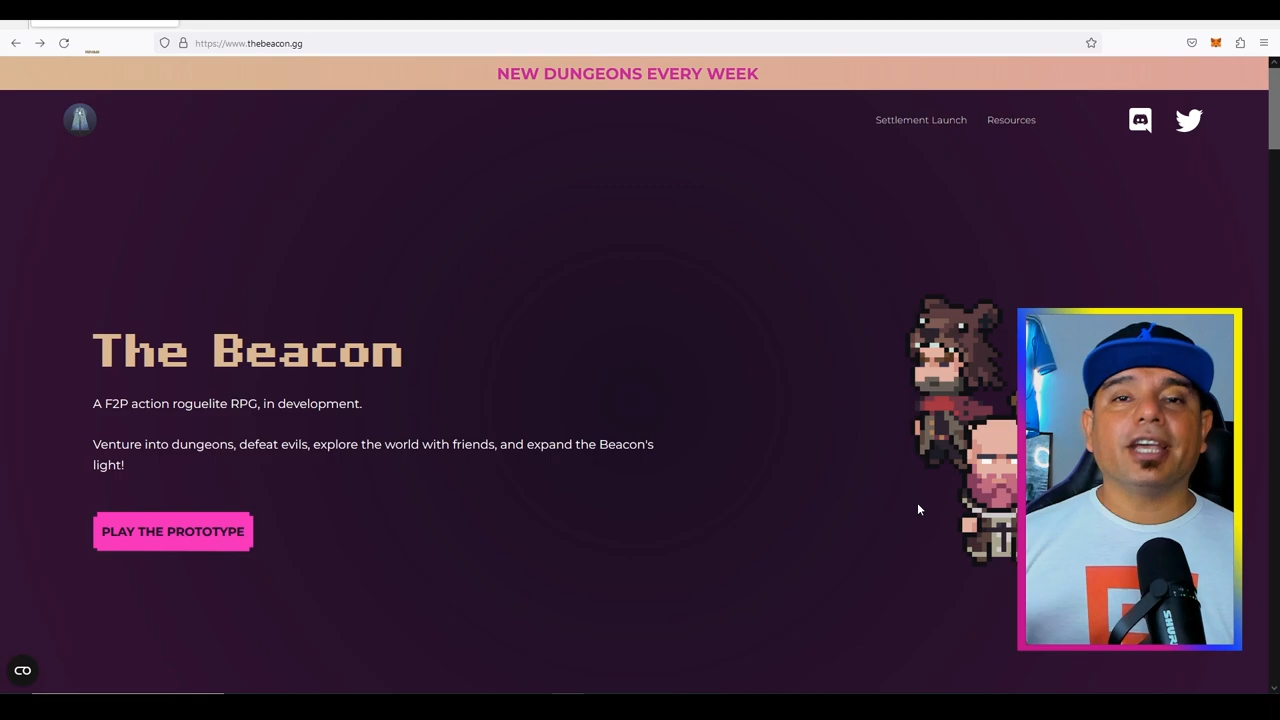 https://www.thebeacon.gg
NEW DUNGEONS EVERY WEEK
Settlement Launch
Resources
The Beacon
A F2P action roguelite RPG, in development.
Venture into dungeons, defeat evils, explore the world with friends, and expand the Beacon's
light!
PLAY THE PROTOTYPE
SHURE